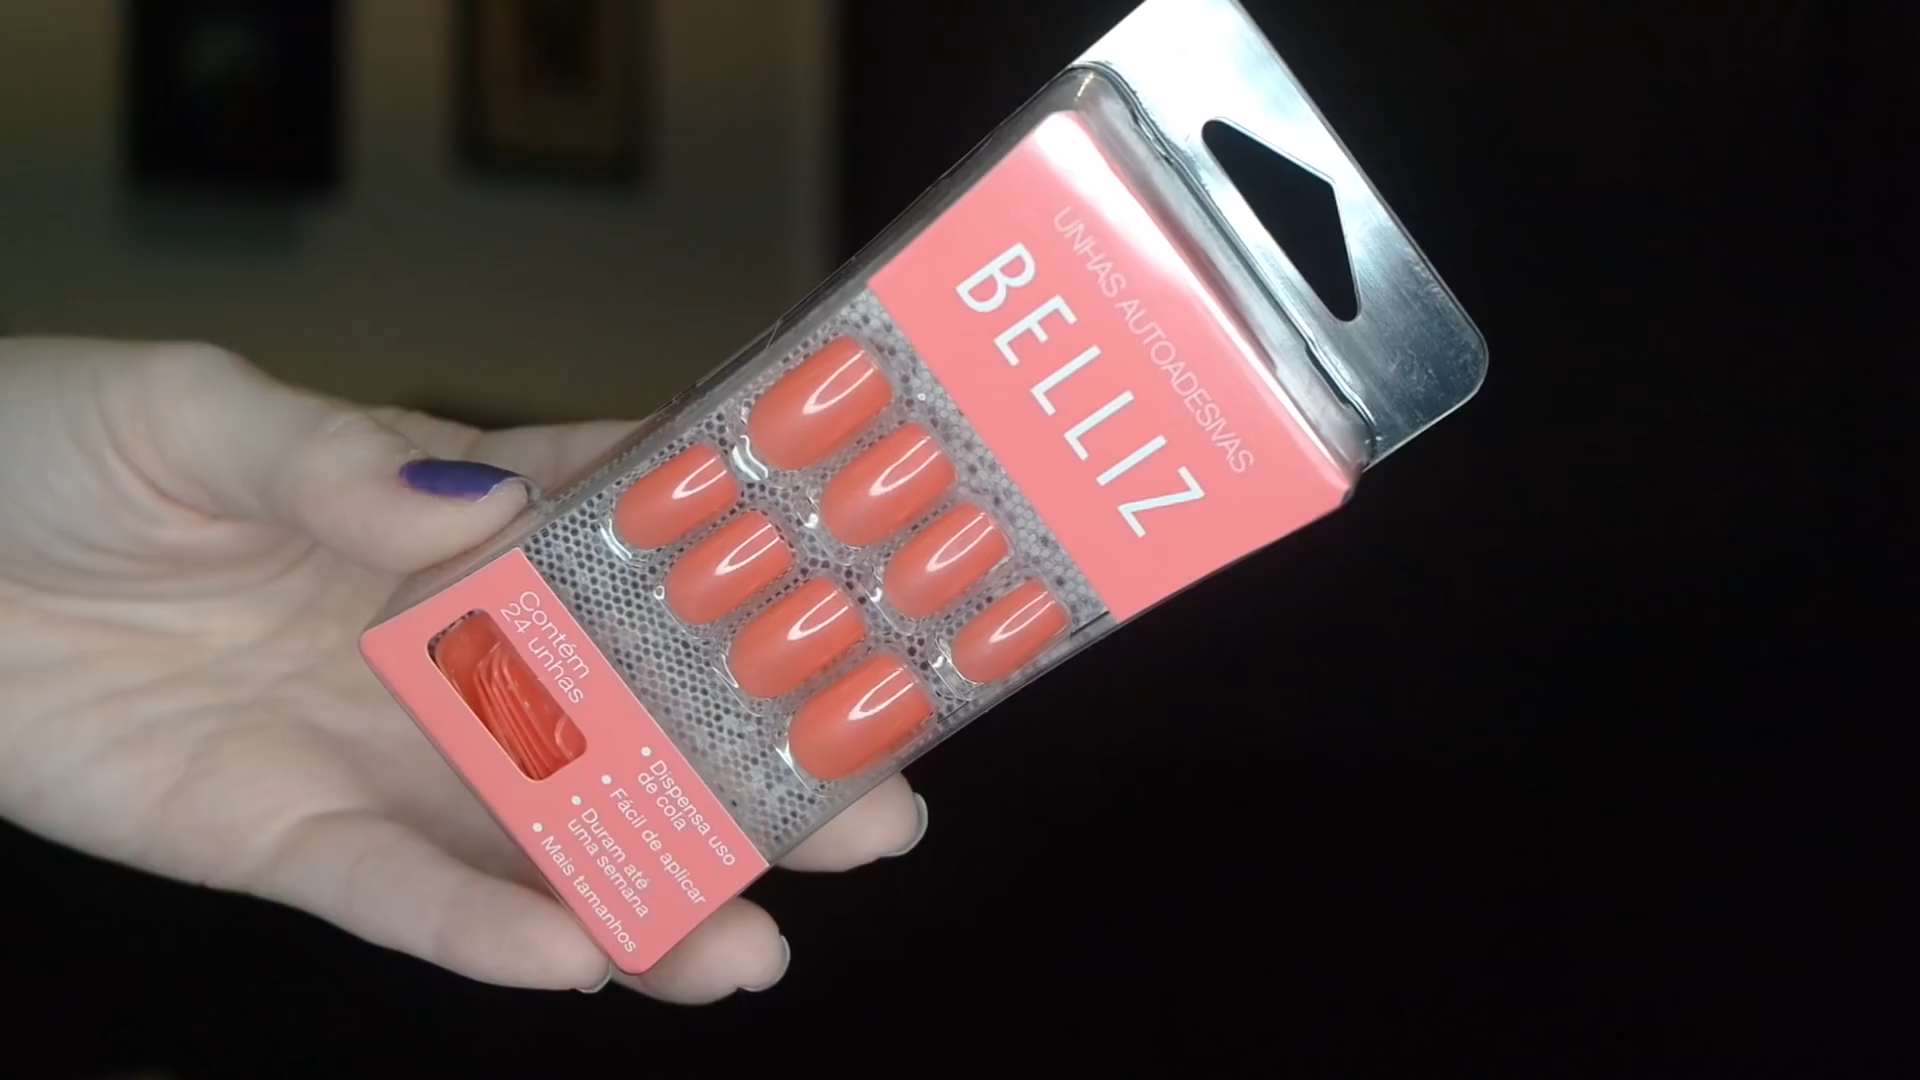 UNHAS AUTOADESIVAS
BELLIZ
Contém
24 unhas
• Dispensa uso
de cola
• Fácil de aplicar
• Duram até
uma semana
• Mais tamanhos